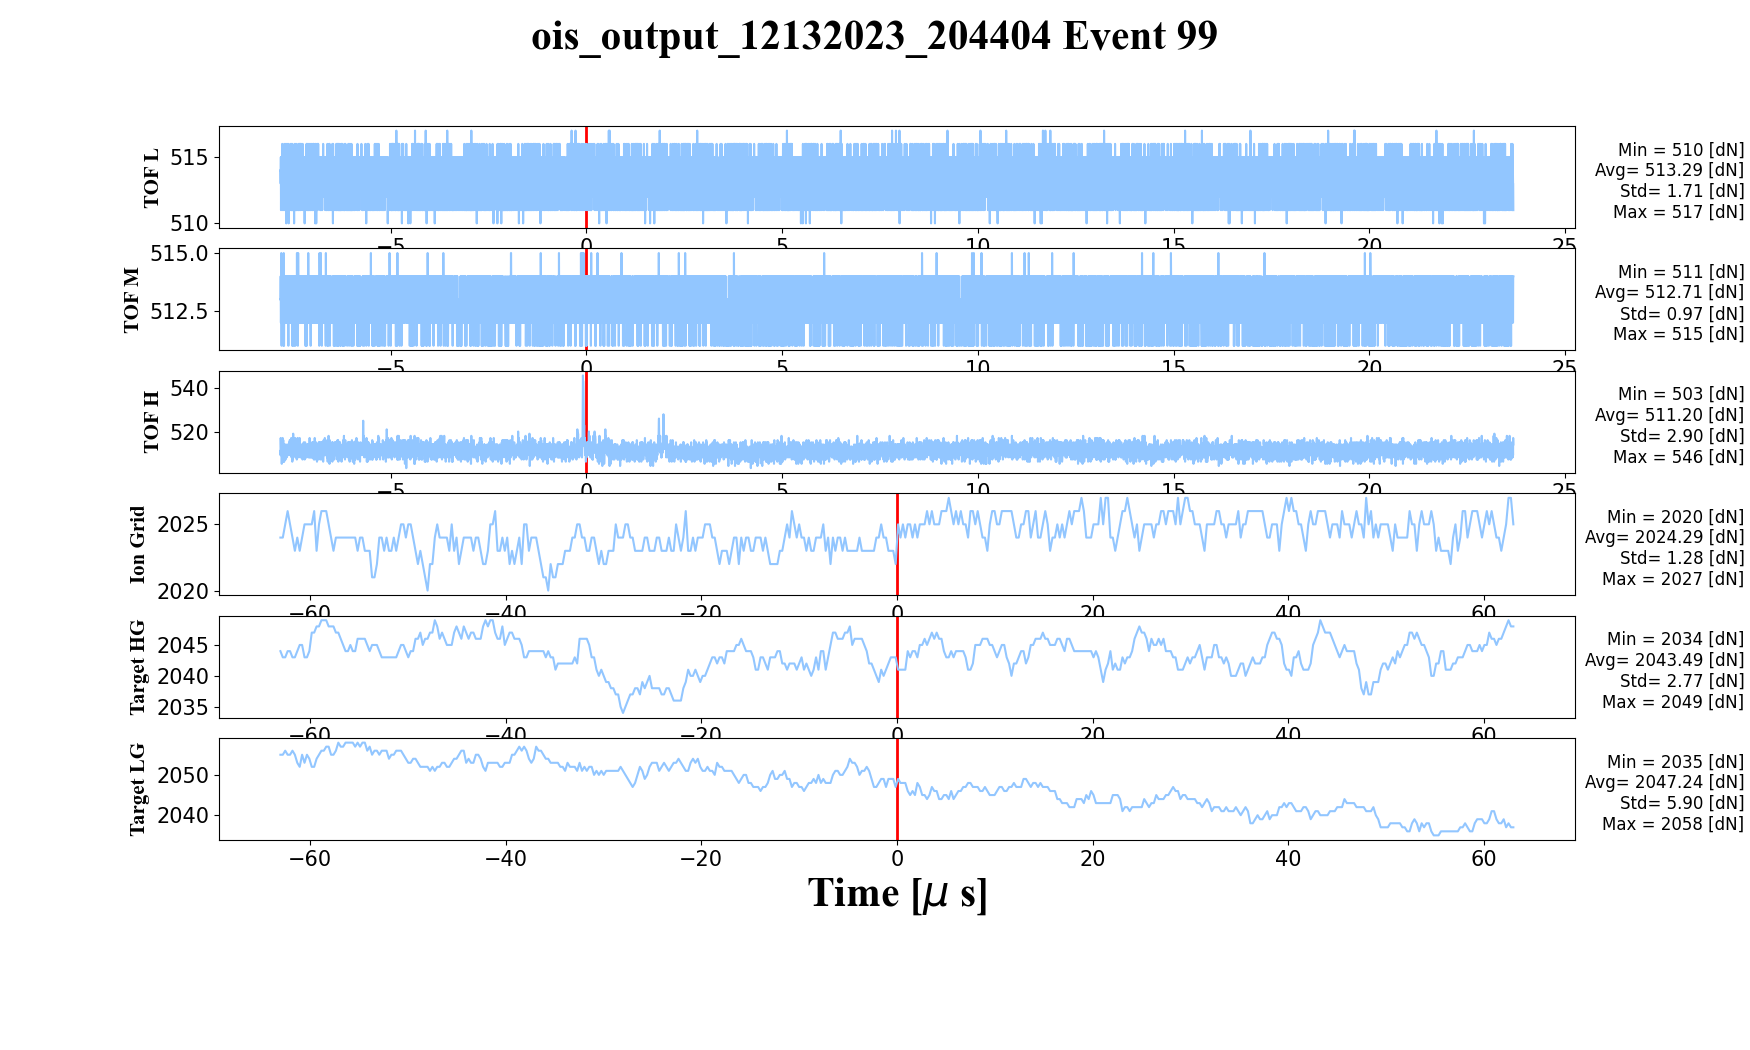 ois_output_12132023_204404 Event 99
TOF L
515
510
Min = 510 [dN]
Avg= 513.29 [dN]
Std= 1.71 [dN]
Max = 517 [dN]
−5 0 5 10 15 20 25
TOF M
515.0
512.5
Min = 511 [dN]
Avg= 512.71 [dN]
Std= 0.97 [dN]
Max = 515 [dN]
−5 0 5 10 15 20 25
TOF H
540
520
Min = 503 [dN]
Avg= 511.20 [dN]
Std= 2.90 [dN]
Max = 546 [dN]
−5 0 5 10 15 20 25
Ion Grid
2025
2020
Min = 2020 [dN]
Avg= 2024.29 [dN]
Std= 1.28 [dN]
Max = 2027 [dN]
−60 −40 −20 0 20 40 60
Target HG
2045
2040
2035
Min = 2034 [dN]
Avg= 2043.49 [dN]
Std= 2.77 [dN]
Max = 2049 [dN]
−60 −40 −20 0 20 40 60
Target LG
2050
2040
Min = 2035 [dN]
Avg= 2047.24 [dN]
Std= 5.90 [dN]
Max = 2058 [dN]
−60 −40 −20 0 20 40 60
Time [μ s]